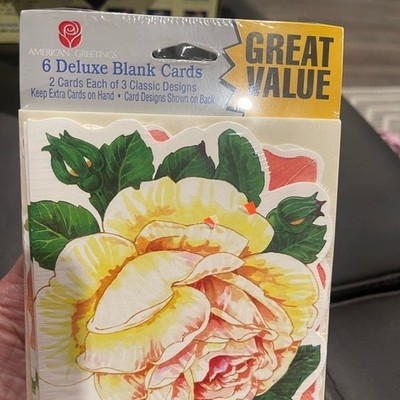 AMERICAN GREETINGS
6 Deluxe Blank Cards
2 Cards Each of 3 Classic Designs
Keep Extra Cards on Hand • Card Designs Shown on Back
GREAT
VALUE